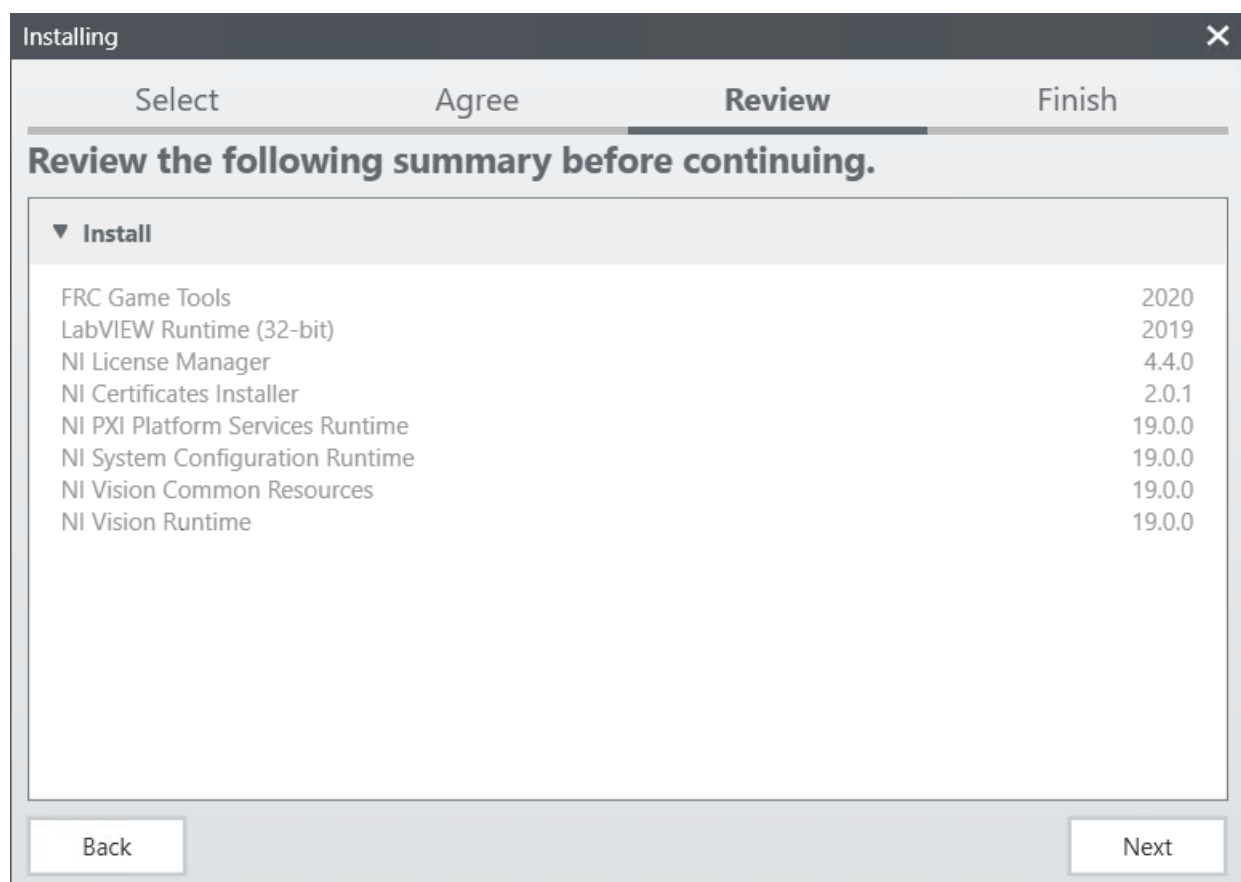 Installing
Select Agree Review Finish
Review the following summary before continuing.
Install
FRC Game Tools 2020
LabVIEW Runtime (32-bit) 2019
NI License Manager 4.4.0
NI Certificates Installer 2.0.1
NI PXI Platform Services Runtime 19.0.0
NI System Configuration Runtime 19.0.0
NI Vision Common Resources 19.0.0
NI Vision Runtime 19.0.0
Back Next